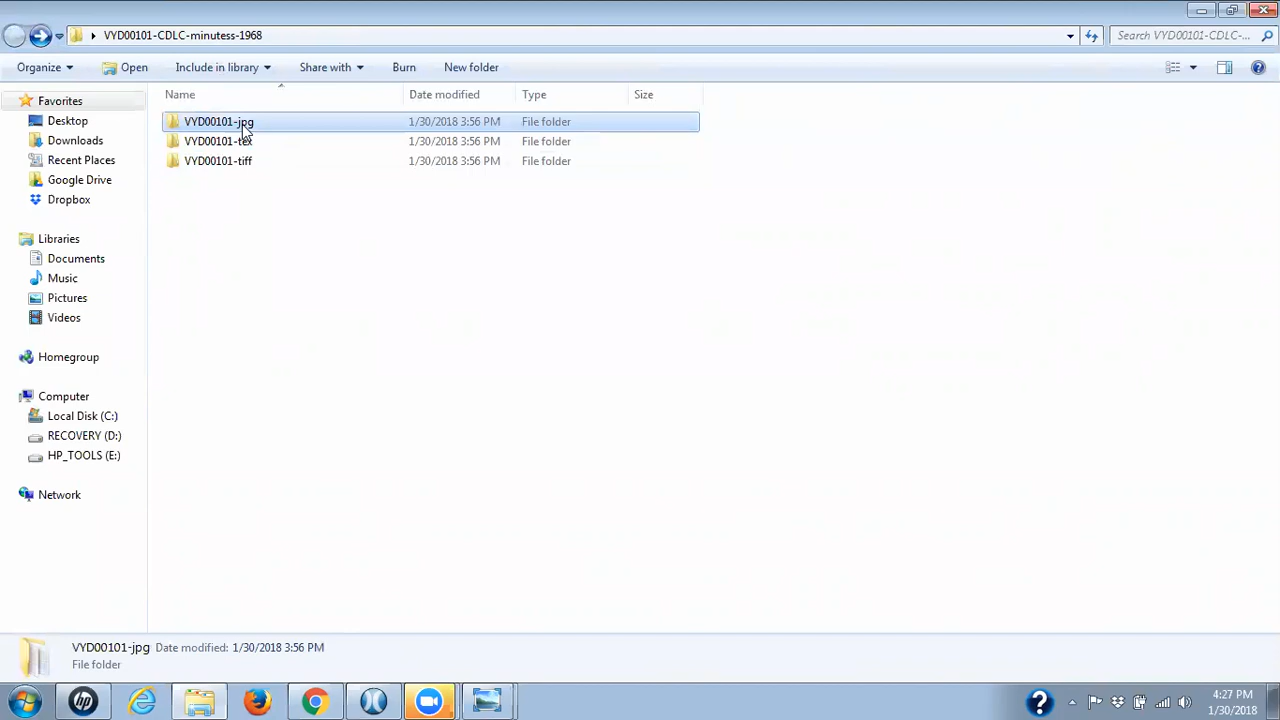 VYD00101-CDLC-minutess-1968
Search VYD00101-CDLC-...
Organize
Open
Include in library
Share with
Burn
New folder
Name
Date modified
Type
Size
VYD00101-jpg
1/30/2018 3:56 PM
File folder
VYD00101-tex
1/30/2018 3:56 PM
File folder
VYD00101-tiff
1/30/2018 3:56 PM
File folder
Favorites
Desktop
Downloads
Recent Places
Google Drive
Dropbox
Libraries
Documents
Music
Pictures
Videos
Homegroup
Computer
Local Disk (C:)
RECOVERY (D:)
HP_TOOLS (E:)
Network
VYD00101-jpg Date modified: 1/30/2018 3:56 PM
File folder
hp
4:27 PM
1/30/2018